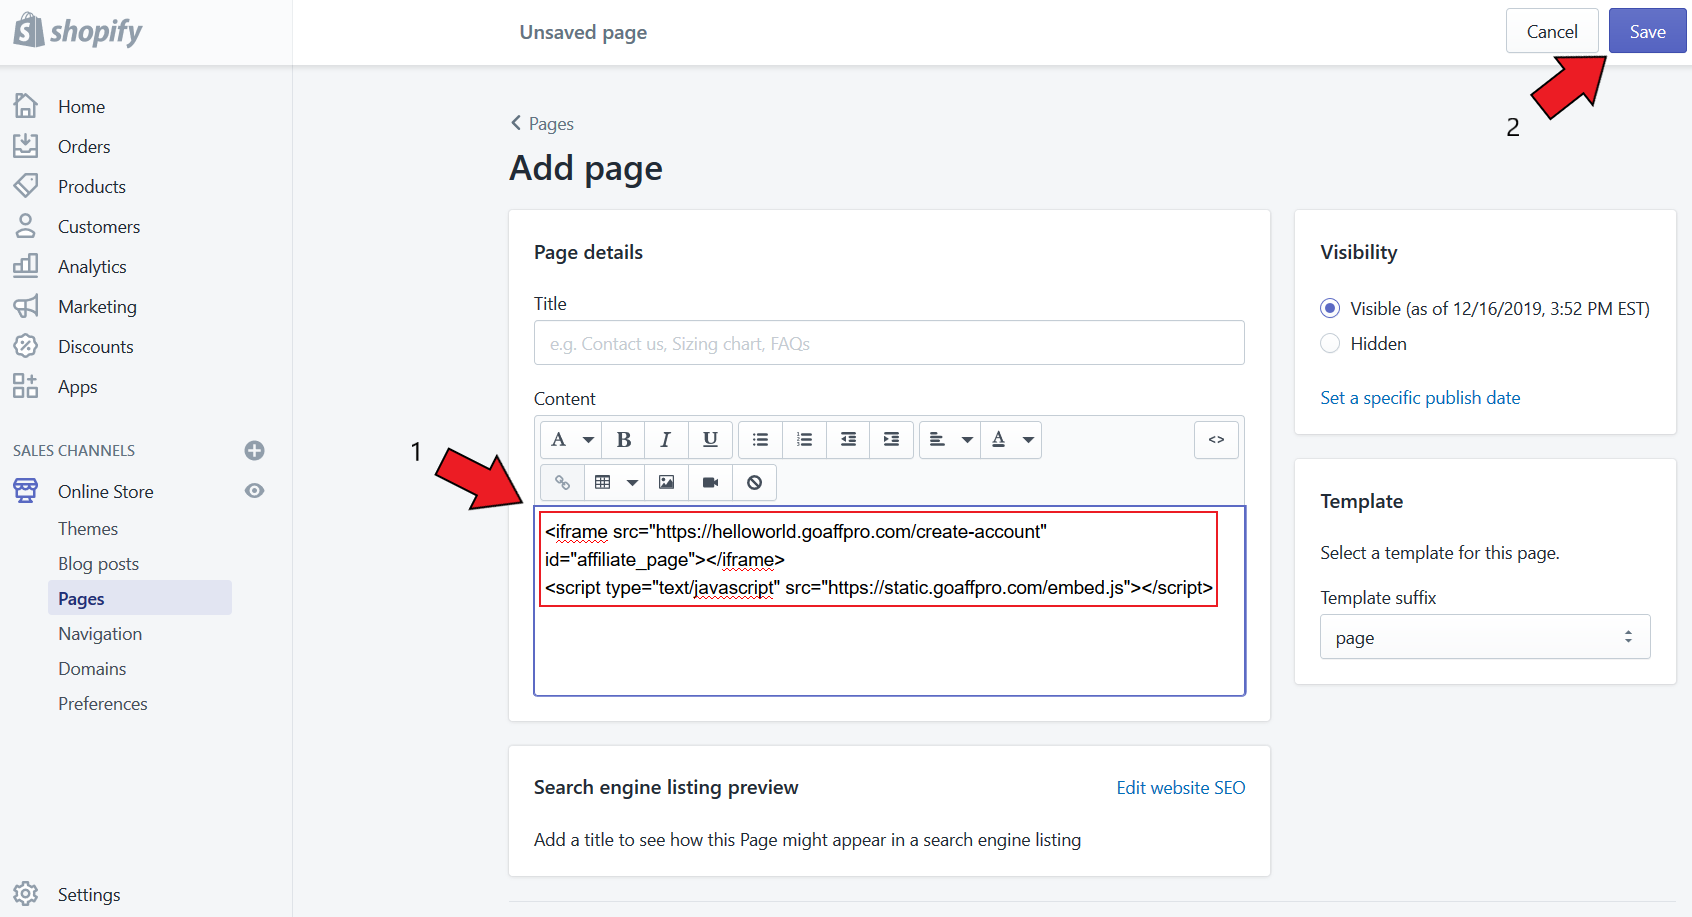 shopify
Unsaved page
Cancel
Save
2
Home
Orders
Products
Customers
Analytics
Marketing
Discounts
Apps
SALES CHANNELS
Online Store
Themes
Blog posts
Pages
Navigation
Domains
Preferences
Settings
Pages
Add page
Page details
Title
e.g. Contact us, Sizing chart, FAQs
Content
A B I U A <>
1
<iframe src="https://helloworld.goaffpro.com/create-account"
id="affiliate_page"></iframe>
<script type="text/javascript" src="https://static.goaffpro.com/embed.js"></script>
Search engine listing preview
Edit website SEO
Add a title to see how this Page might appear in a search engine listing
Visibility
Visible (as of 12/16/2019, 3:52 PM EST)
Hidden
Set a specific publish date
Template
Select a template for this page.
Template suffix
page